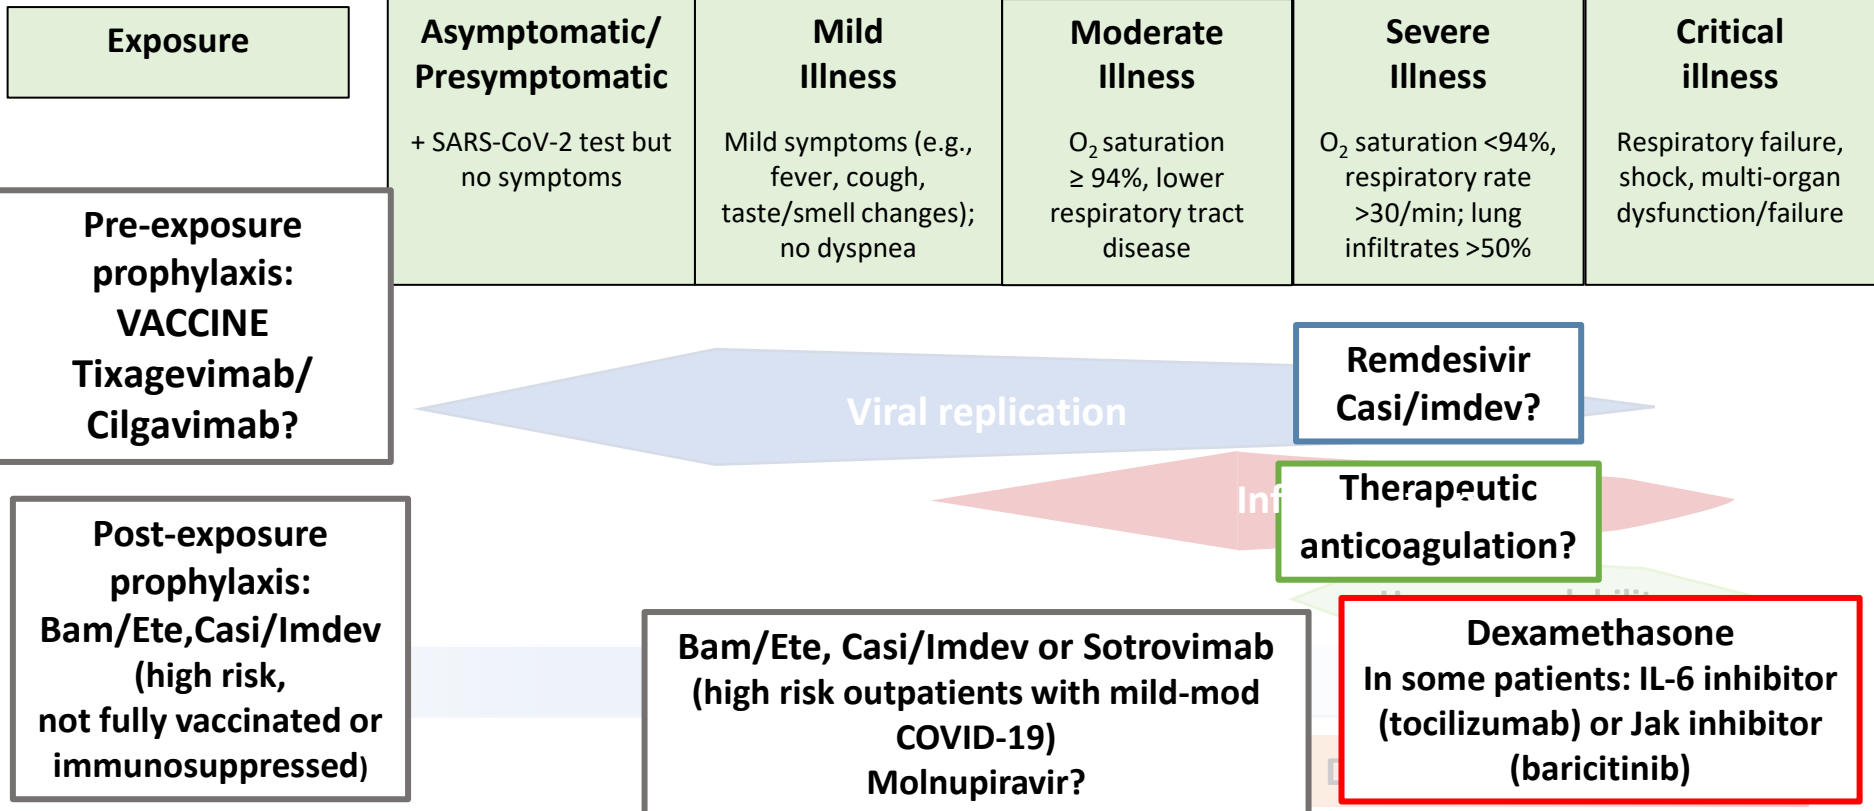 Exposure
Asymptomatic/
Presymptomatic
+ SARS-CoV-2 test but
no symptoms
Mild
Illness
Mild symptoms (e.g.,
fever, cough,
taste/smell changes);
no dyspnea
Moderate
Illness
O₂ saturation
≥ 94%, lower
respiratory tract
disease
Severe
Illness
O₂ saturation <94%,
respiratory rate
>30/min; lung
infiltrates >50%
Critical
illness
Respiratory failure,
shock, multi-organ
dysfunction/failure
Pre-exposure
prophylaxis:
VACCINE
Tixagevimab/
Cilgavimab?
Viral replication
Remdesivir
Casi/imdev?
Therapeutic
anticoagulation?
Post-exposure
prophylaxis:
Bam/Ete,Casi/Imdev
(high risk,
not fully vaccinated or
immunosuppressed)
Bam/Ete, Casi/Imdev or Sotrovimab
(high risk outpatients with mild-mod
COVID-19)
Molnupiravir?
Dexamethasone
In some patients: IL-6 inhibitor
(tocilizumab) or Jak inhibitor
(baricitinib)